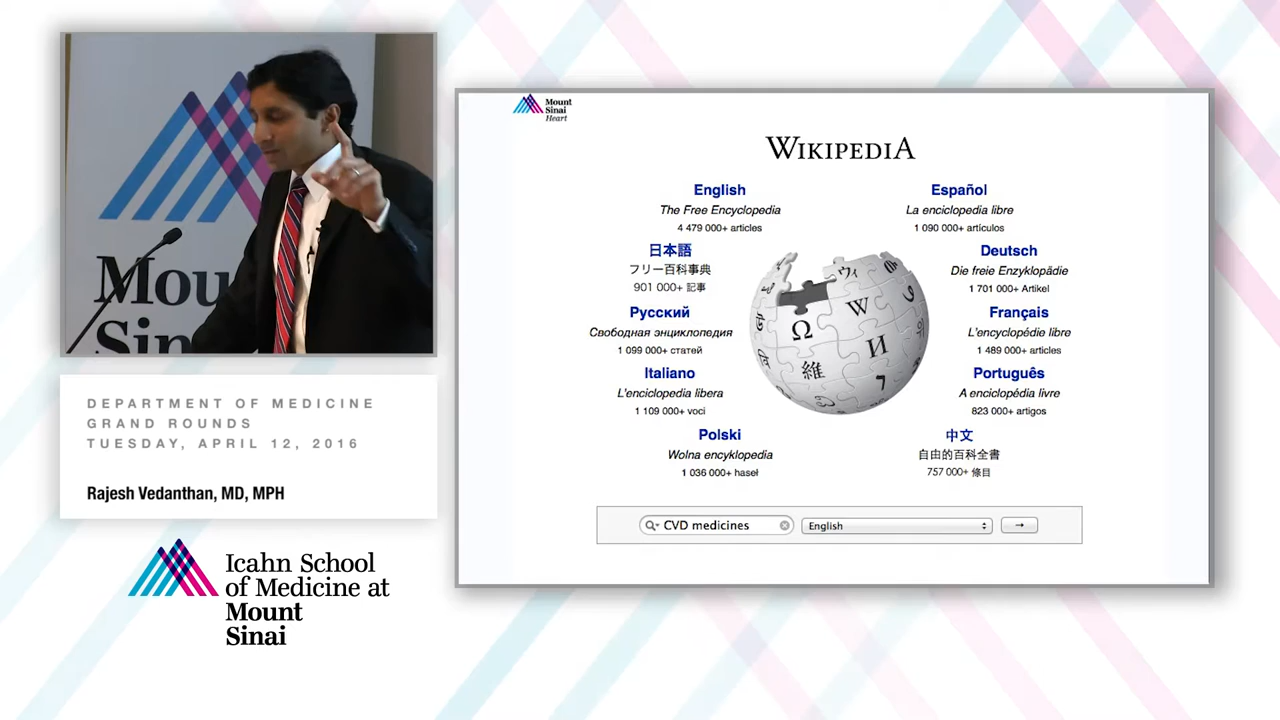 Mou
Sin
DEPARTMENT OF MEDICINE
GRAND ROUNDS
TUESDAY, APRIL 12, 2016
Rajesh Vedanthan, MD, MPH
Icahn School
of Medicine at
Mount
Sinai
Mount
Sinai
Heart
WIKIPEDIA
English
The Free Encyclopedia
4 479 000+ articles
Español
La enciclopedia libre
1 090 000+ artículos
日本語
フリー百科事典
901 000+ 記事
Deutsch
Die freie Enzyklopädie
1 701 000+ Artikel
Русский
Свободная энциклопедия
1 099 000+ статей
Français
L'encyclopédie libre
1 489 000+ articles
Italiano
L'enciclopedia libera
1 109 000+ voci
Português
A enciclopédia livre
823 000+ artigos
Polski
Wolna encyklopedia
1 036 000+ haseł
中文
自由的百科全書
757 000+ 條目
Ω
W
И
維
CVD medicines
English
→